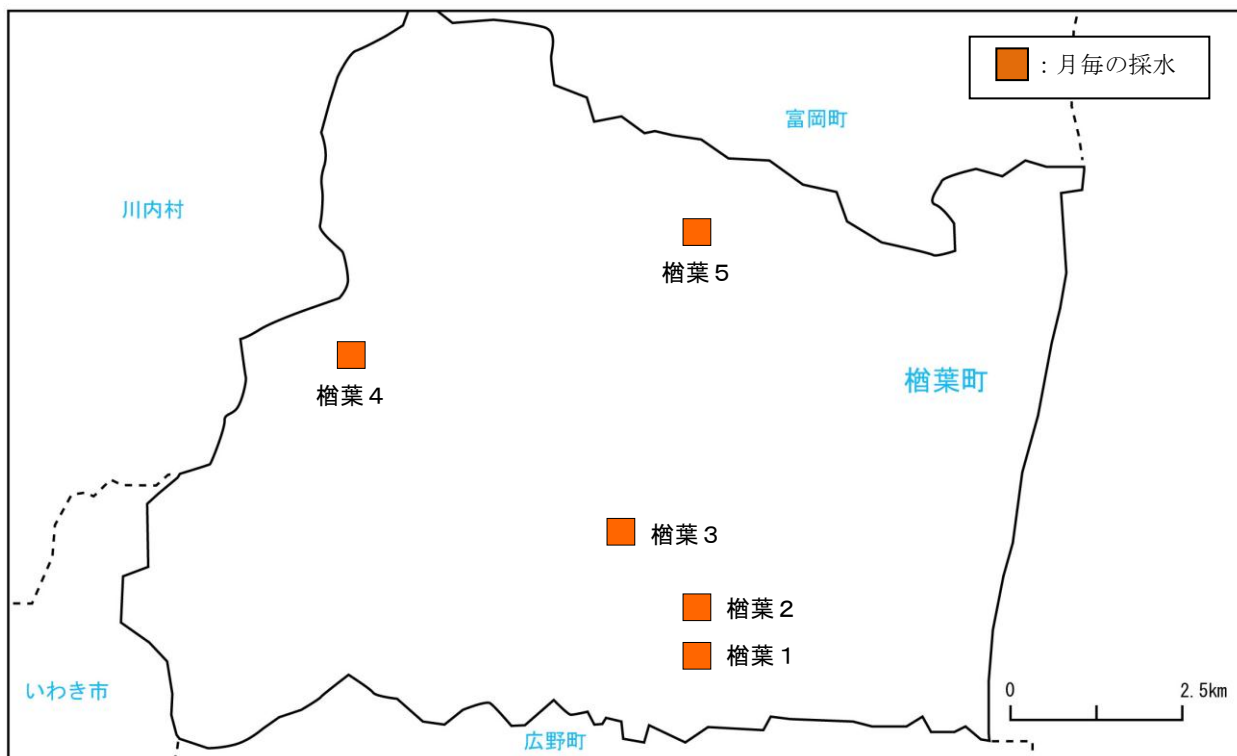 ：月毎の採水
富岡町
川内村
楢葉５
楢葉町
楢葉４
楢葉３
楢葉２
楢葉１
いわき市
0 2.5km
広野町